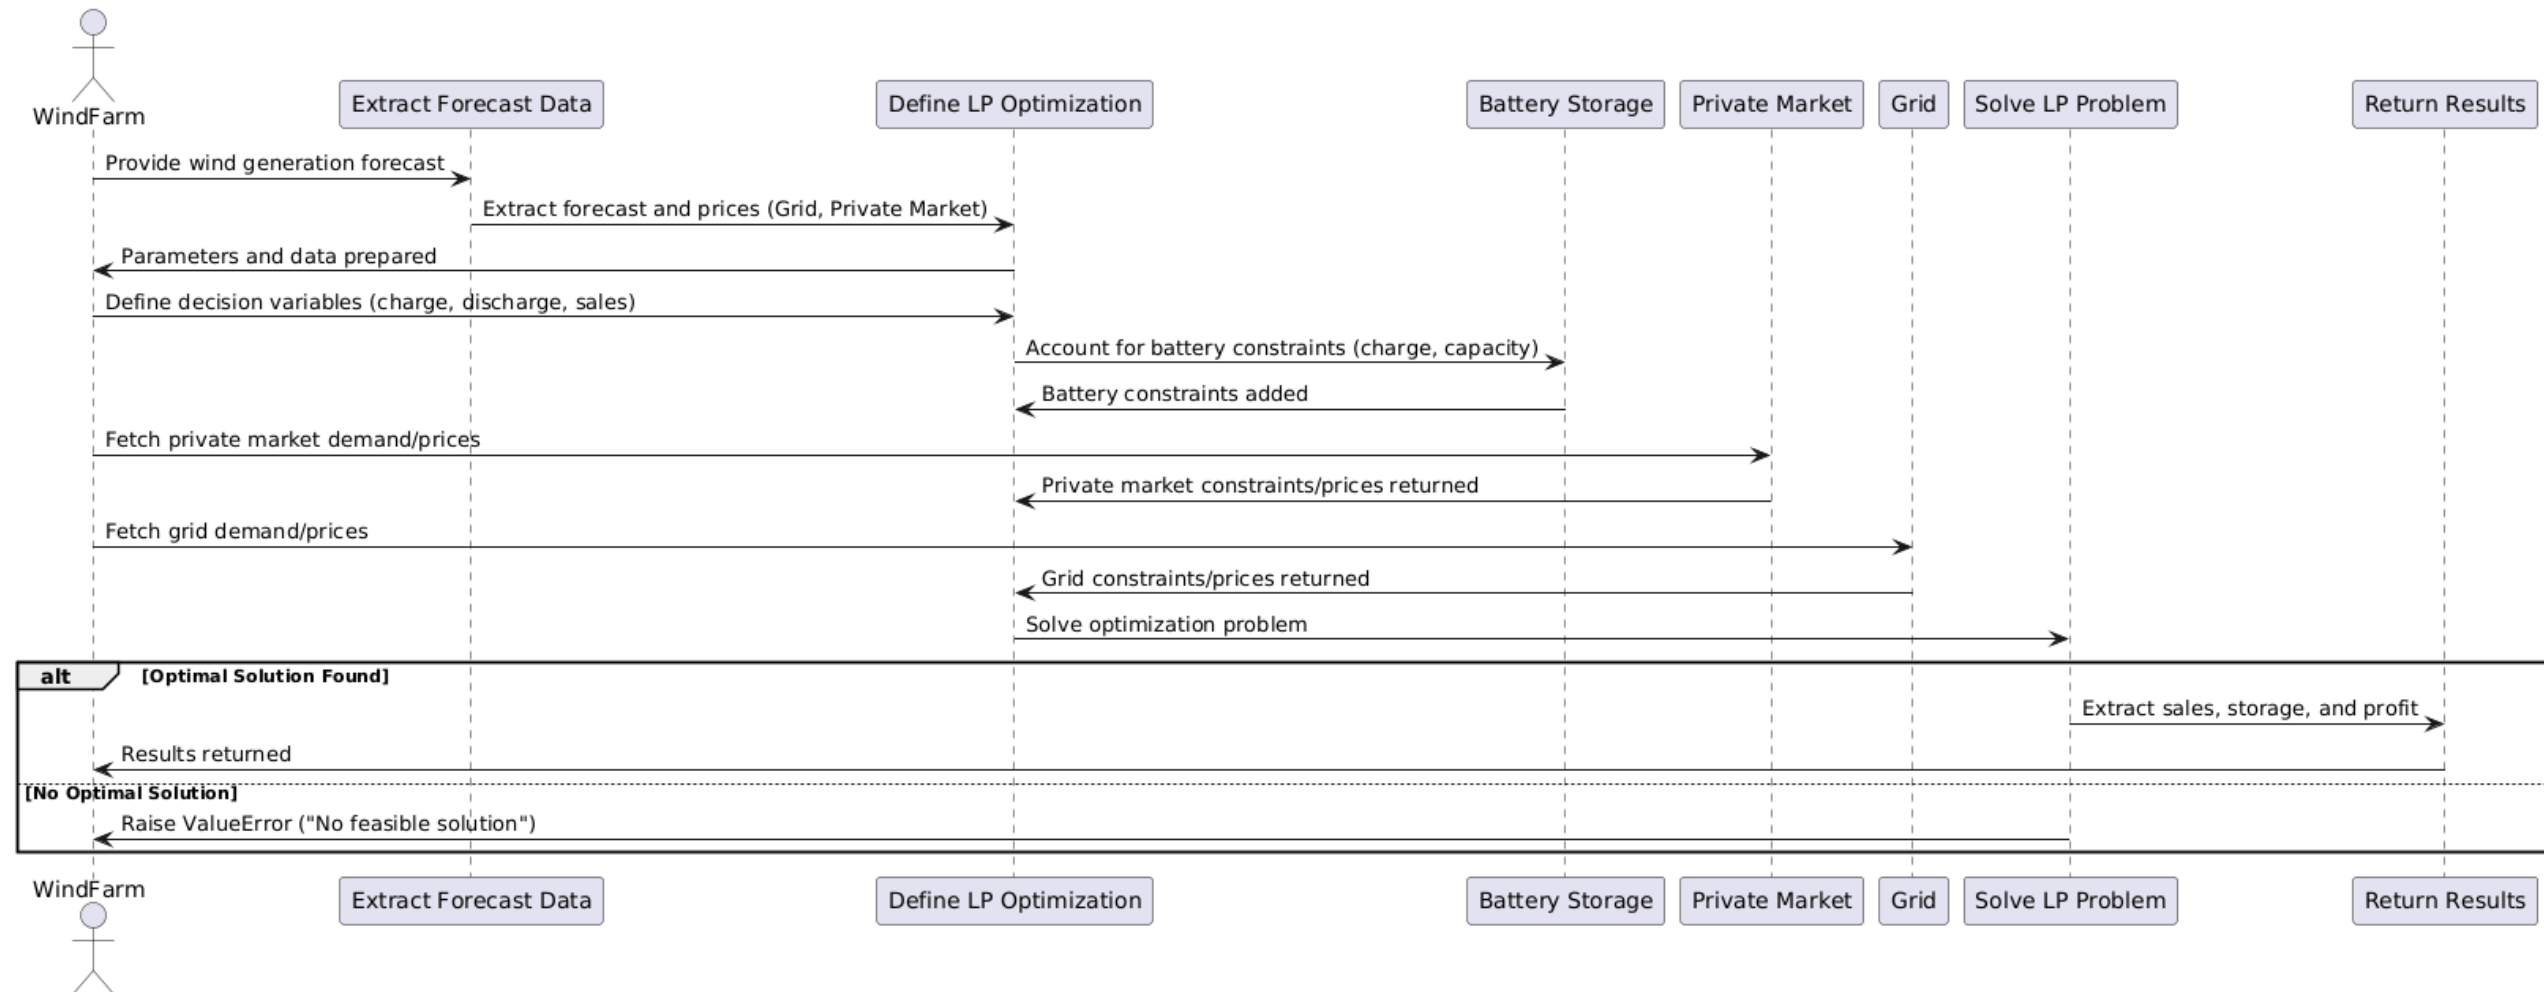 WindFarm
Extract Forecast Data
Define LP Optimization
Battery Storage
Private Market
Grid
Solve LP Problem
Return Results
Provide wind generation forecast
Extract forecast and prices (Grid, Private Market)
Parameters and data prepared
Define decision variables (charge, discharge, sales)
Account for battery constraints (charge, capacity)
Battery constraints added
Fetch private market demand/prices
Private market constraints/prices returned
Fetch grid demand/prices
Grid constraints/prices returned
Solve optimization problem
alt
[Optimal Solution Found]
Extract sales, storage, and profit
Results returned
[No Optimal Solution]
Raise ValueError ("No feasible solution")
WindFarm
Extract Forecast Data
Define LP Optimization
Battery Storage
Private Market
Grid
Solve LP Problem
Return Results